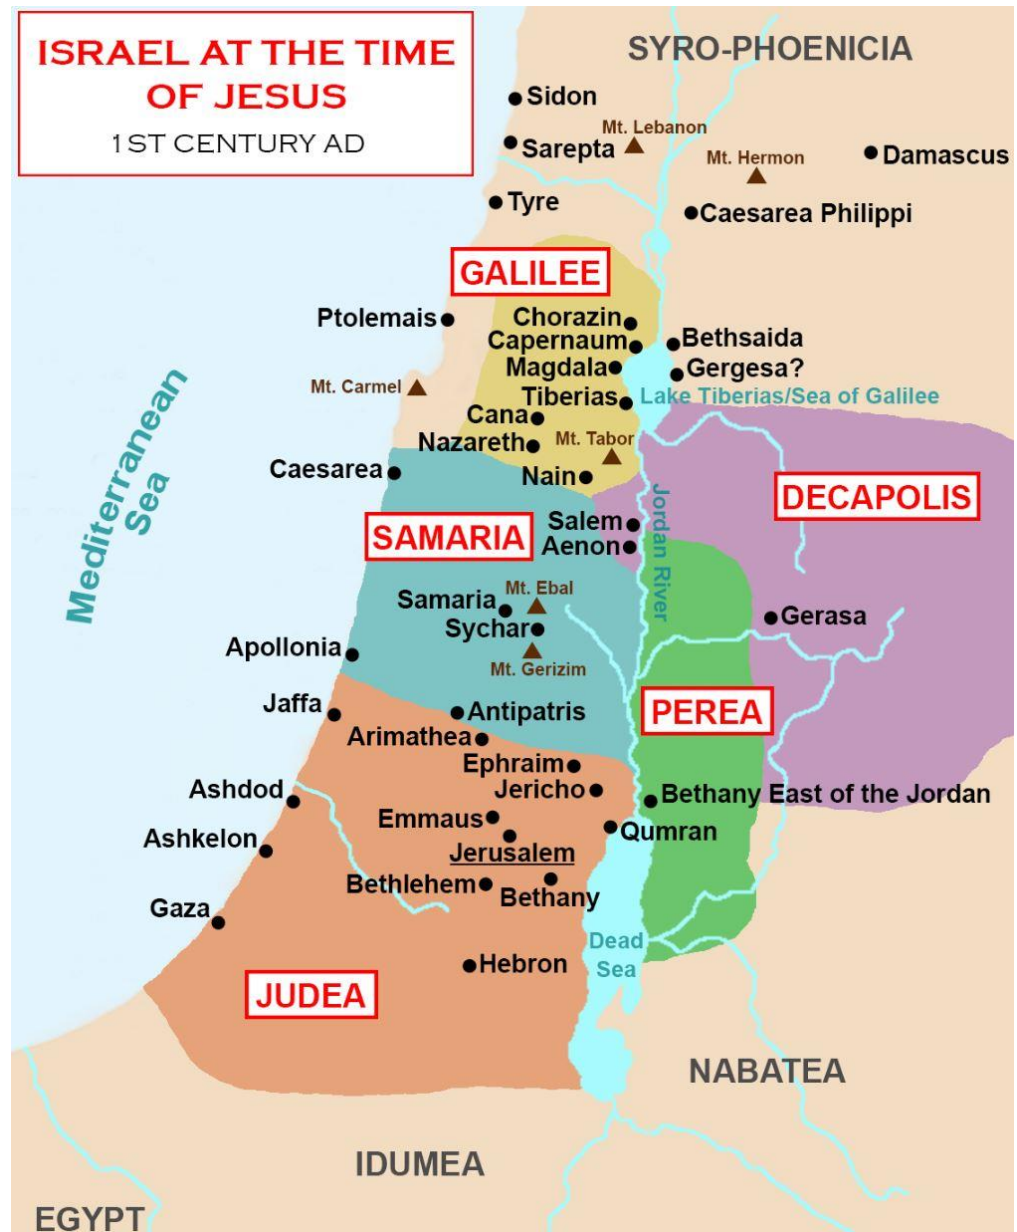 ISRAEL AT THE TIME
OF JESUS
1ST CENTURY AD
SYRO-PHOENICIA
Sidon
Mt. Lebanon
Sarepta
Mt. Hermon
Damascus
Tyre
Caesarea Philippi
GALILEE
Ptolemais
Chorazin
Capernaum
Bethsaida
Magdala
Gergesa?
Mt. Carmel
Tiberias
Lake Tiberias/Sea of Galilee
Cana
Nazareth
Mt. Tabor
Mediterranean
Sea
Caesarea
Nain
Jordan River
DECAPOLIS
Salem
SAMARIA
Aenon
Mt. Ebal
Samaria
Gerasa
Sychar
Apollonia
Mt. Gerizim
Jaffa
Antipatris
PEREA
Arimathea
Ephraim
Jericho
Ashdod
Bethany East of the Jordan
Emmaus
Qumran
Ashkelon
Jerusalem
Bethlehem
Bethany
Gaza
Dead
Sea
Hebron
JUDEA
NABATEA
IDUMEA
EGYPT